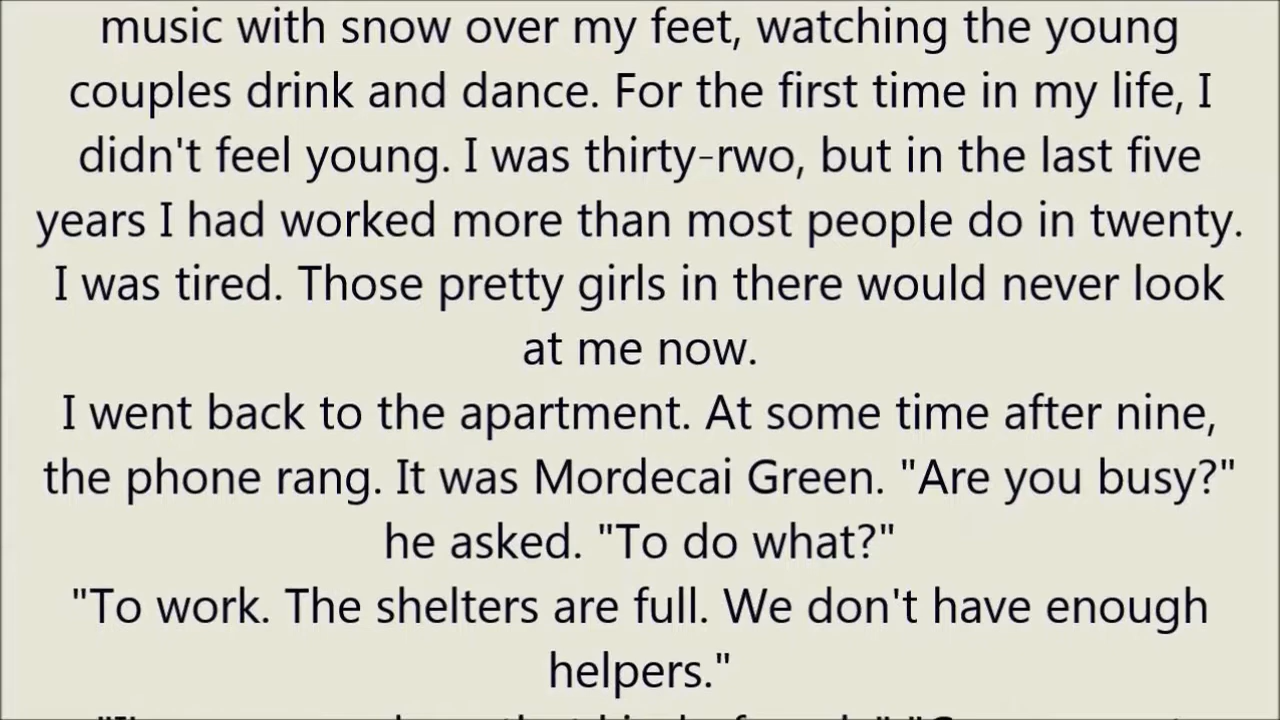 music with snow over my feet, watching the young
couples drink and dance. For the first time in my life, I
didn't feel young. I was thirty-rwo, but in the last five
years I had worked more than most people do in twenty.
I was tired. Those pretty girls in there would never look
at me now.
I went back to the apartment. At some time after nine,
the phone rang. It was Mordecai Green. "Are you busy?"
he asked. "To do what?"
"To work. The shelters are full. We don't have enough
helpers."